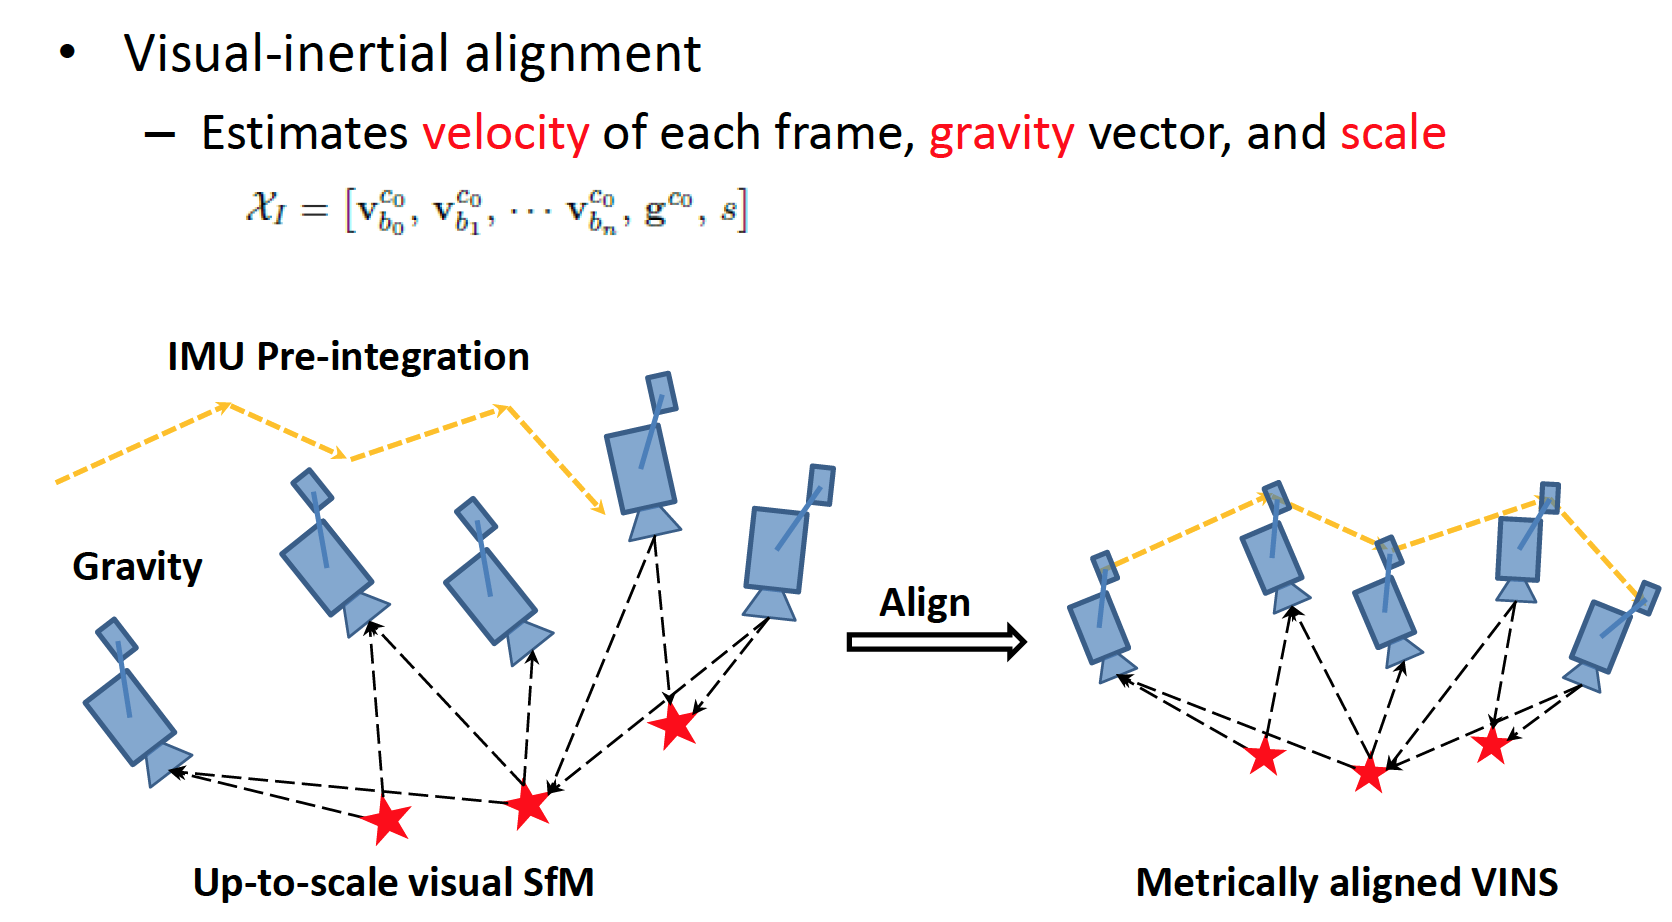 • Visual-inertial alignment
– Estimates velocity of each frame, gravity vector, and scale
𝒳_I = [v_{b_0}^{c_0}, v_{b_1}^{c_0}, ⋯ v_{b_n}^{c_0}, g^{c_0}, s]
IMU Pre-integration
Gravity
Align
Up-to-scale visual SfM
Metrically aligned VINS